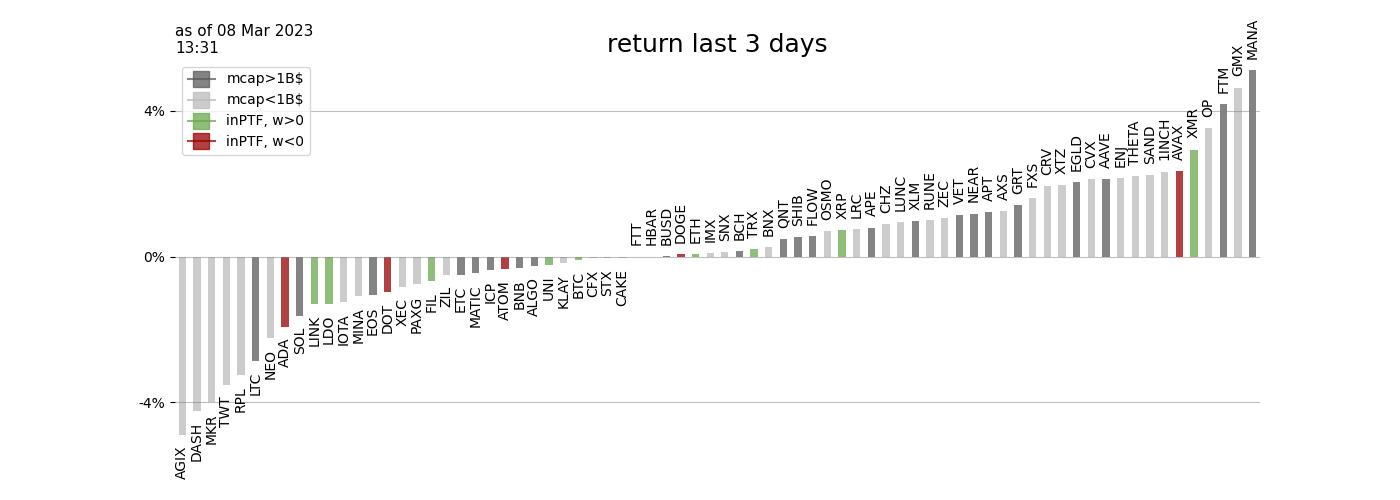 as of 08 Mar 2023
13:31
return last 3 days
mcap>1B$
mcap<1B$
inPTF, w>0
inPTF, w<0
4%
0%
-4%
AGIX
DASH
MKR
TWT
RPL
LTC
NEO
ADA
SOL
LINK
LDO
IOTA
MINA
EOS
DOT
XEC
PAXG
FIL
ZIL
ETC
MATIC
ICP
ATOM
BNB
ALGO
UNI
KLAY
BTC
CFX
STX
CAKE
FTT
HBAR
BUSD
DOGE
ETH
IMX
SNX
BCH
TRX
BNX
QNT
SHIB
FLOW
OSMO
XRP
LRC
APE
CHZ
LUNC
XLM
RUNE
ZEC
VET
NEAR
APT
AXS
GRT
FXS
CRV
XTZ
EGLD
CVX
AAVE
ENJ
THETA
SAND
1INCH
AVAX
XMR
OP
FTM
GMX
MANA